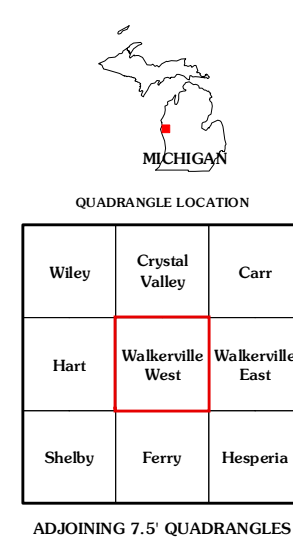 MICHIGAN
QUADRANGLE LOCATION
Wiley
Crystal
Valley
Carr
Hart
Walkerville
West
Walkerville
East
Shelby
Ferry
Hesperia
ADJOINING 7.5' QUADRANGLES